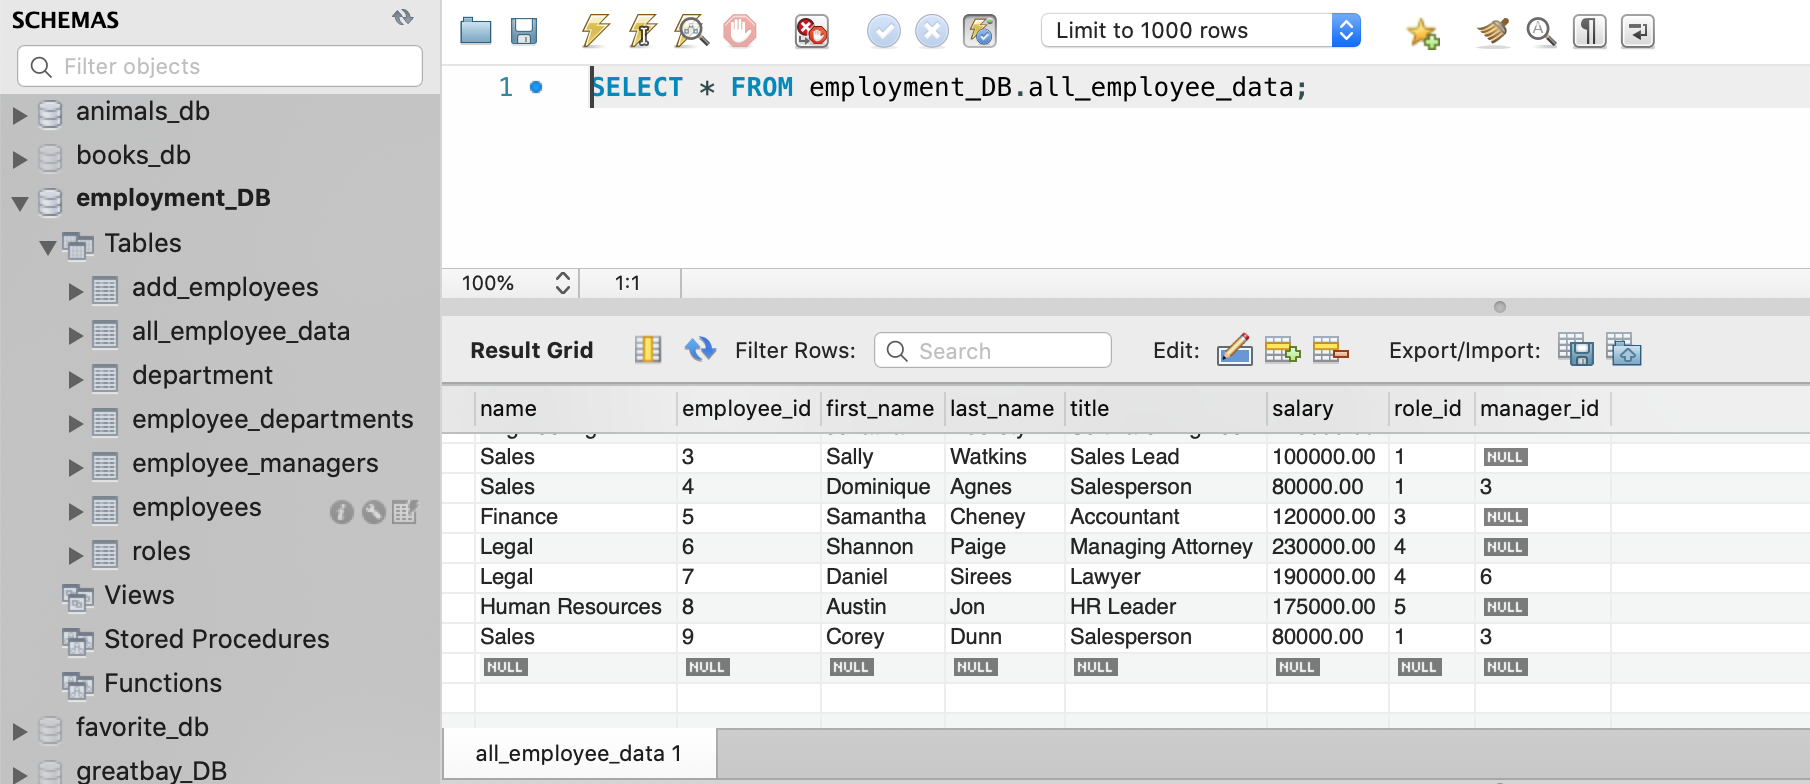 SCHEMAS
Filter objects
animals_db
books_db
employment_DB
Tables
add_employees
all_employee_data
department
employee_departments
employee_managers
employees
roles
Views
Stored Procedures
Functions
favorite_db
greatbay_DB
Limit to 1000 rows
1 SELECT * FROM employment_DB.all_employee_data;
100% 1:1
Result Grid Filter Rows: Search Edit: Export/Import:
name employee_id first_name last_name title salary role_id manager_id
Sales 3 Sally Watkins Sales Lead 100000.00 1 NULL
Sales 4 Dominique Agnes Salesperson 80000.00 1 3
Finance 5 Samantha Cheney Accountant 120000.00 3 NULL
Legal 6 Shannon Paige Managing Attorney 230000.00 4 NULL
Legal 7 Daniel Sirees Lawyer 190000.00 4 6
Human Resources 8 Austin Jon HR Leader 175000.00 5 NULL
Sales 9 Corey Dunn Salesperson 80000.00 1 3
NULL NULL NULL NULL NULL NULL NULL NULL
all_employee_data 1